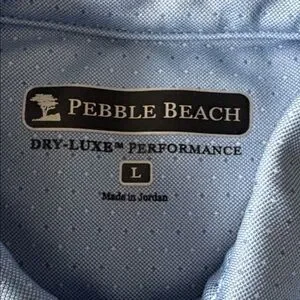 PEBBLE BEACH
DRY-LUXE™ PERFORMANCE
L
Made in Jordan